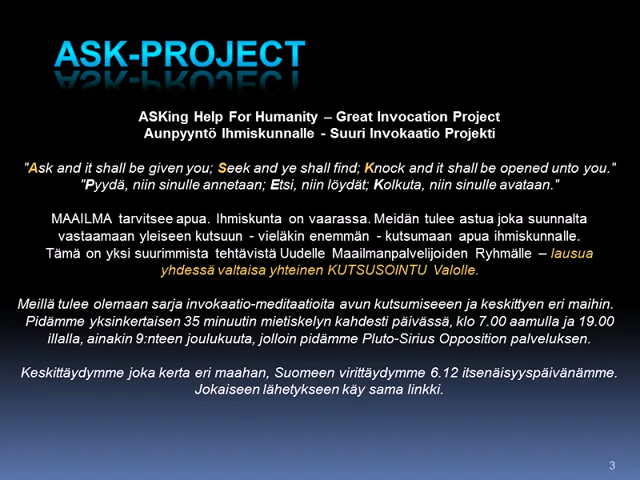 ASK-PROJECT
ASKing Help For Humanity – Great Invocation Project
Aunpyyntö Ihmiskunnalle - Suuri Invokaatio Projekti
"Ask and it shall be given you; Seek and ye shall find; Knock and it shall be opened unto you."
"Pyydä, niin sinulle annetaan; Etsi, niin löydät; Kolkuta, niin sinulle avataan."
MAAILMA tarvitsee apua. Ihmiskunta on vaarassa. Meidän tulee astua joka suunnalta
vastaamaan yleiseen kutsuun - vieläkin enemmän - kutsumaan apua ihmiskunnalle.
Tämä on yksi suurimmista tehtävistä Uudelle Maailmanpalvelijoiden Ryhmälle – lausua
yhdessä valtaisa yhteinen KUTSUSOINTU Valolle.
Meillä tulee olemaan sarja invokaatio-meditaatioita avun kutsumiseeen ja keskittyen eri maihin.
Pidämme yksinkertaisen 35 minuutin mietiskelyn kahdesti päivässä, klo 7.00 aamulla ja 19.00
illalla, ainakin 9:nteen joulukuuta, jolloin pidämme Pluto-Sirius Opposition palveluksen.
Keskittäydymme joka kerta eri maahan, Suomeen virittäydymme 6.12 itsenäisyyspäivänämme.
Jokaiseen lähetykseen käy sama linkki.
3